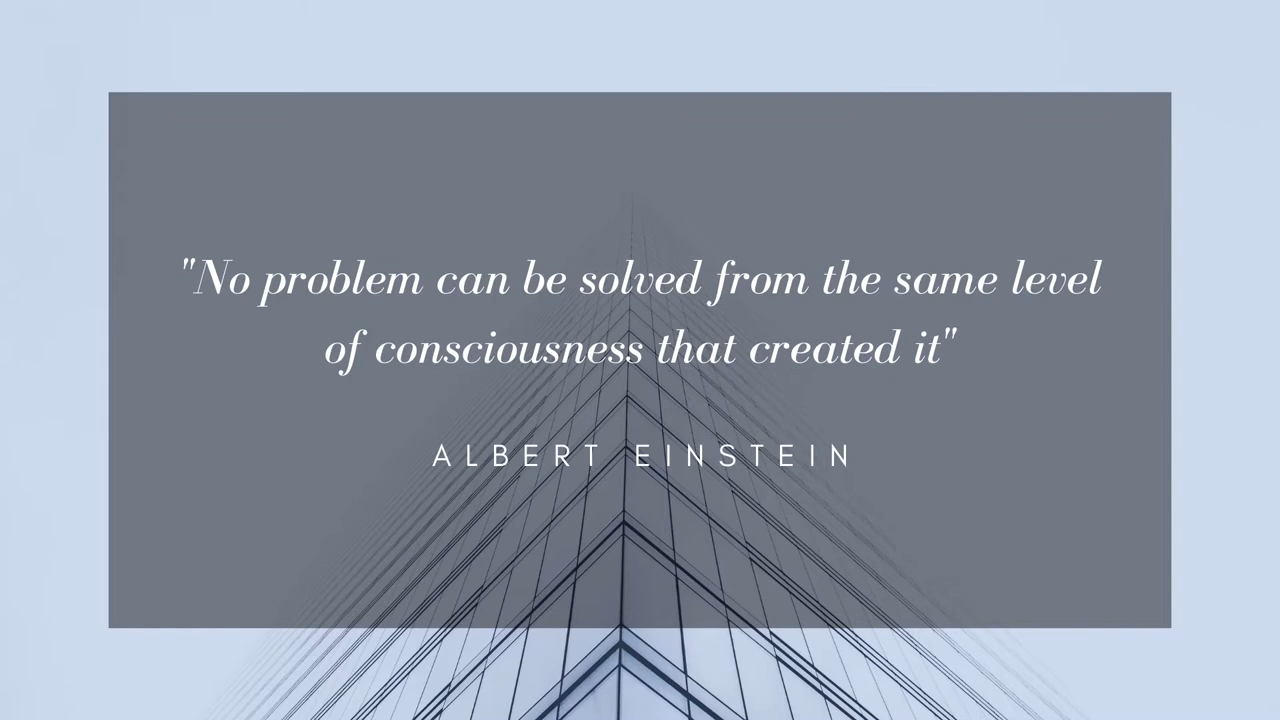 "No problem can be solved from the same level
of consciousness that created it"
ALBERT EINSTEIN